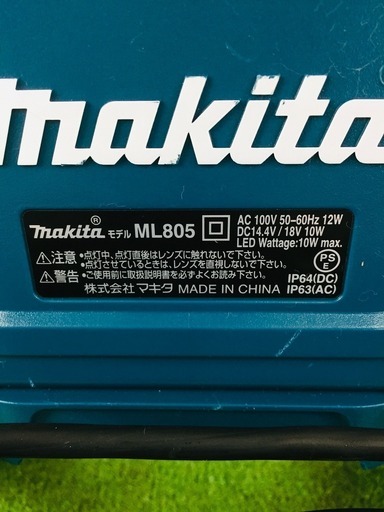 makita
makita® モデル ML805 AC 100V 50-60Hz 12W
DC14.4V / 18V 10W
LED Wattage:10W max.
⚠注意 •点灯中、点灯直後はレンズに触れないで下さい。
•点灯させているときは、レンズを直視しないで下さい。
⚠警告 •ご使用前に取扱説明書を必ずよくお読み下さい。
PSE
IP64(DC)
株式会社マキタ MADE IN CHINA IP63(AC)